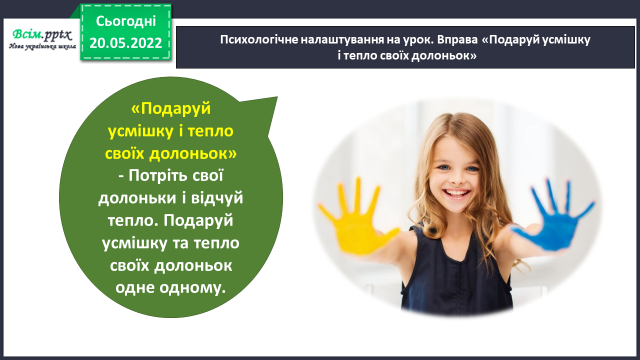 Всім.pptx
Нова українська школа
Сьогодні
20.05.2022
Психологічне налаштування на урок. Вправа «Подаруй усмішку
і тепло своїх долоньок»
«Подаруй
усмішку і тепло
своїх долоньок»
- Потріть свої
долоньки і відчуй
тепло. Подаруй
усмішку та тепло
своїх долоньок
одне одному.